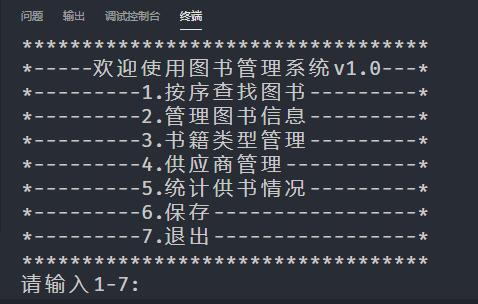 问题 输出 调试控制台 终端
**********************************
*-----欢迎使用图书管理系统v1.0---*
*---------1.按序查找图书---------*
*---------2.管理图书信息---------*
*---------3.书籍类型管理---------*
*---------4.供应商管理-----------*
*---------5.统计供书情况---------*
*---------6.保存-----------------*
*---------7.退出-----------------*
**********************************
请输入1-7: